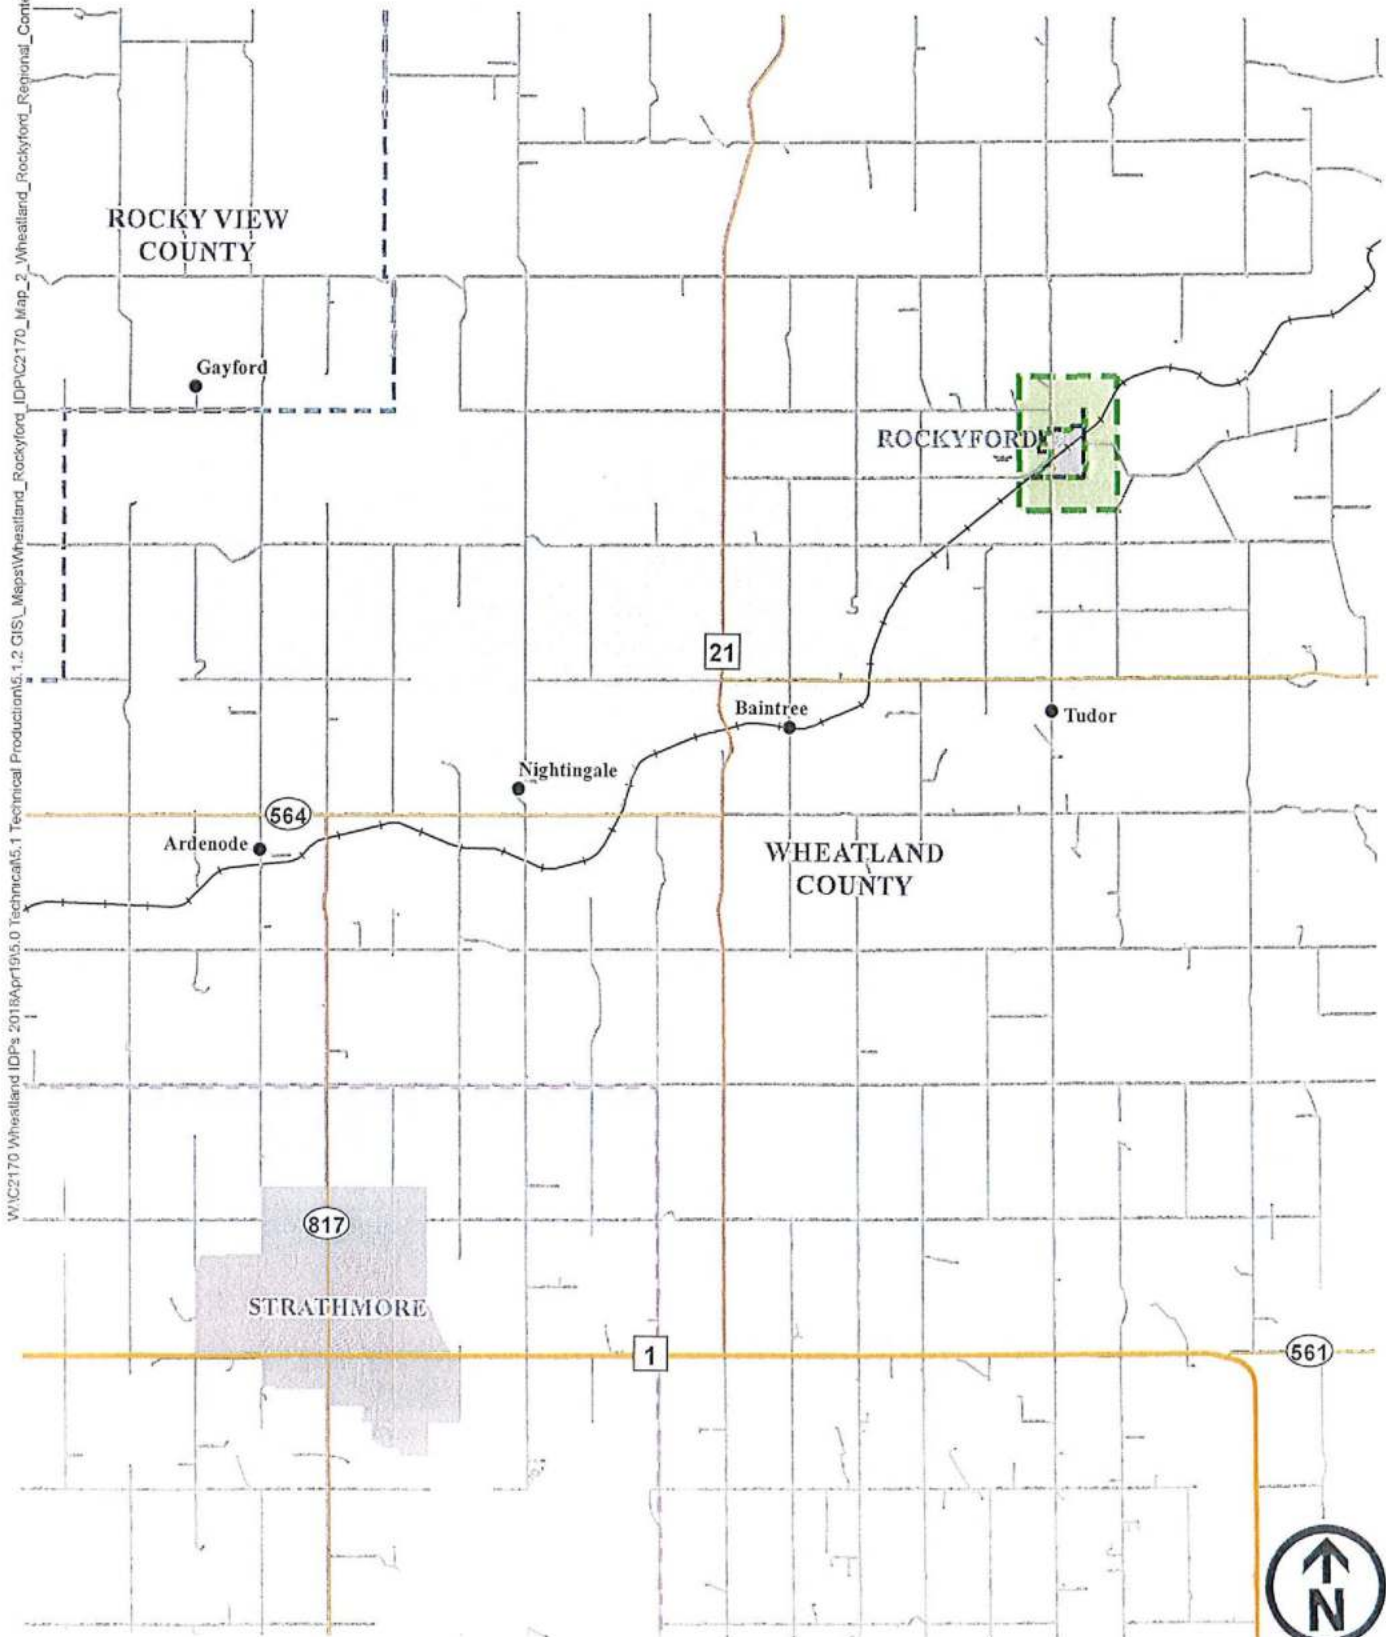 W:\C2170 Wheatland IDPs 2018Apr19\5.0 Technical\5.1 Technical Production\5.1.2 GIS\_Maps\Wheatland_Rockyford_IDP\C2170_Map_2_Wheatland_Rockyford_Regional_Conte
ROCKY VIEW
COUNTY
Gayford
ROCKYFORD
21
Baintree
Tudor
Nightingale
564
Ardenode
WHEATLAND
COUNTY
817
STRATHMORE
1
561
N